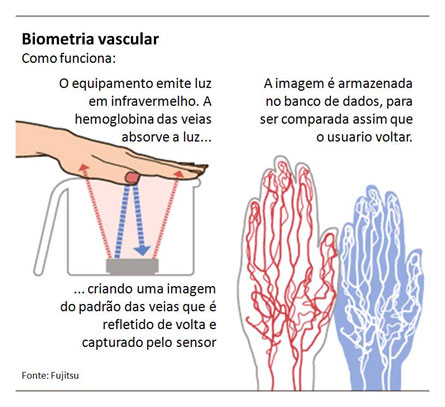 Biometria vascular
Como funciona:
O equipamento emite luz
em infravermelho. A
hemoglobina das veias
absorve a luz...
... criando uma imagem
do padrão das veias que é
refletido de volta e
capturado pelo sensor
A imagem é armazenada
no banco de dados, para
ser comparada assim que
o usuario voltar.
Fonte: Fujitsu